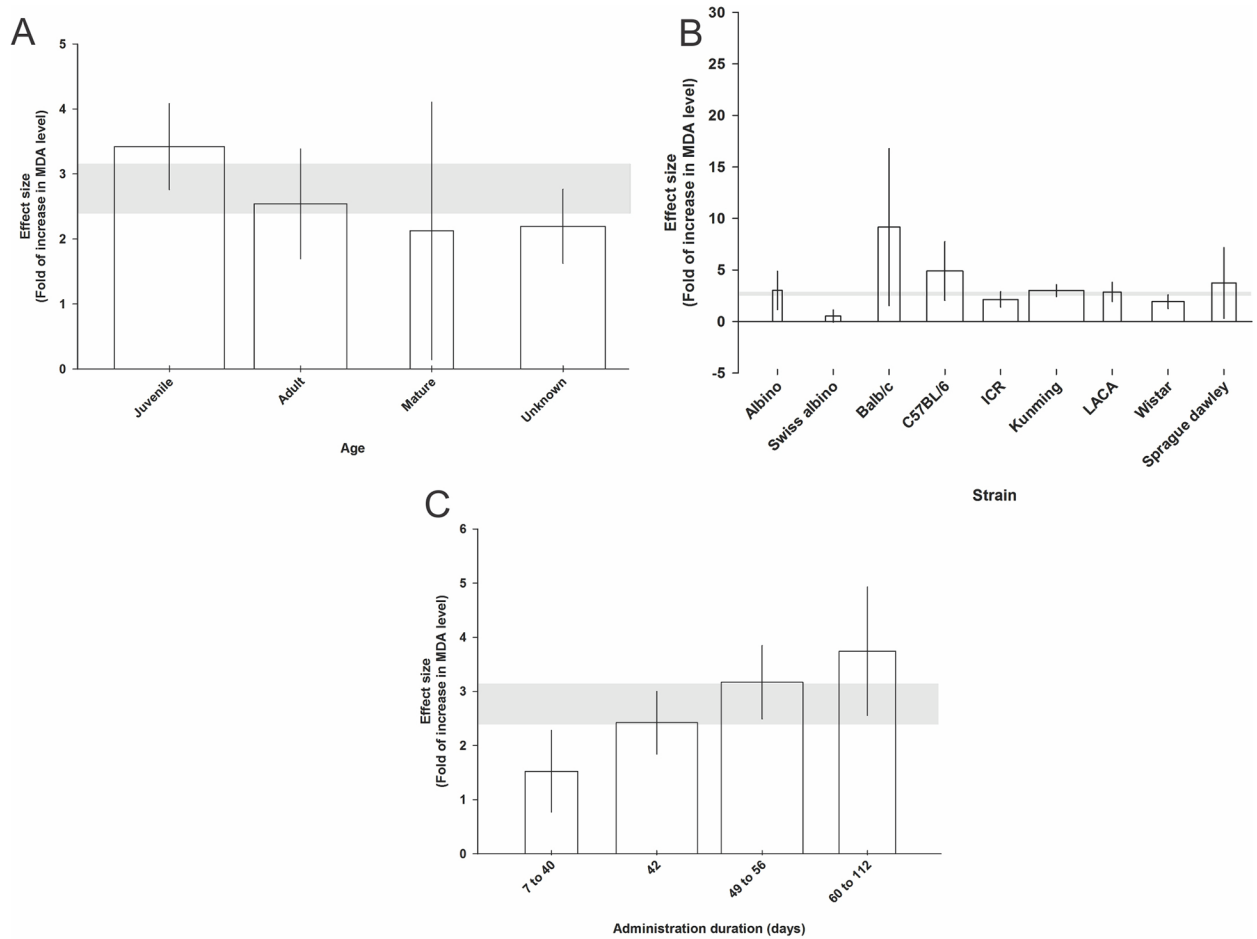 A
5
4
3
2
1
0
Effect size
(Fold of increase in MDA level)
Juvenile
Adult
Mature
Unknown
Age
B
30
25
20
15
10
5
0
-5
Effect size
(Fold of increase in MDA level)
Albino
Swiss albino
Balb/c
C57BL/6
ICR
Kunming
LACA
Wistar
Sprague dawley
Strain
C
6
5
4
3
2
1
0
Effect size
(Fold of increase in MDA level)
7 to 40
42
49 to 56
60 to 112
Administration duration (days)